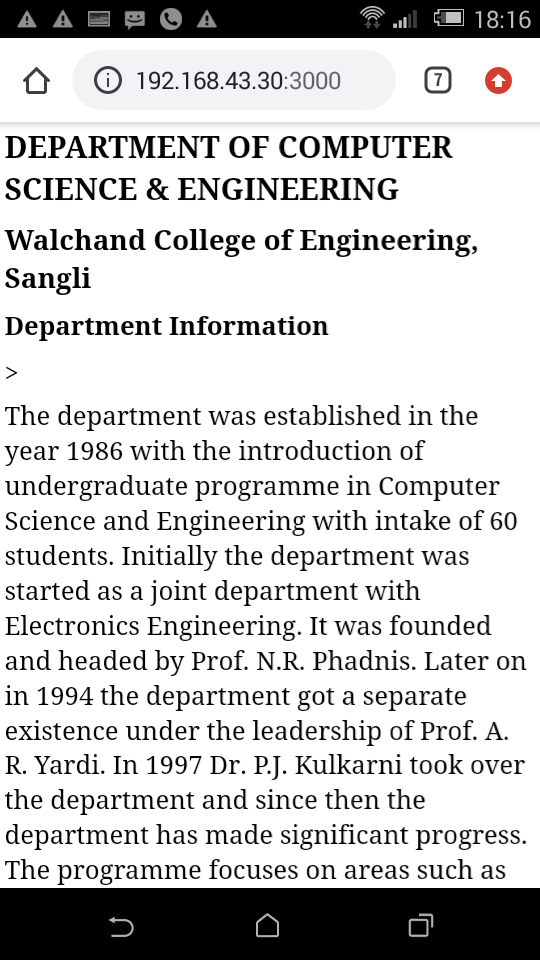 18:16
192.168.43.30:3000
7
DEPARTMENT OF COMPUTER
SCIENCE & ENGINEERING
Walchand College of Engineering,
Sangli
Department Information
>
The department was established in the
year 1986 with the introduction of
undergraduate programme in Computer
Science and Engineering with intake of 60
students. Initially the department was
started as a joint department with
Electronics Engineering. It was founded
and headed by Prof. N.R. Phadnis. Later on
in 1994 the department got a separate
existence under the leadership of Prof. A.
R. Yardi. In 1997 Dr. P.J. Kulkarni took over
the department and since then the
department has made significant progress.
The programme focuses on areas such as